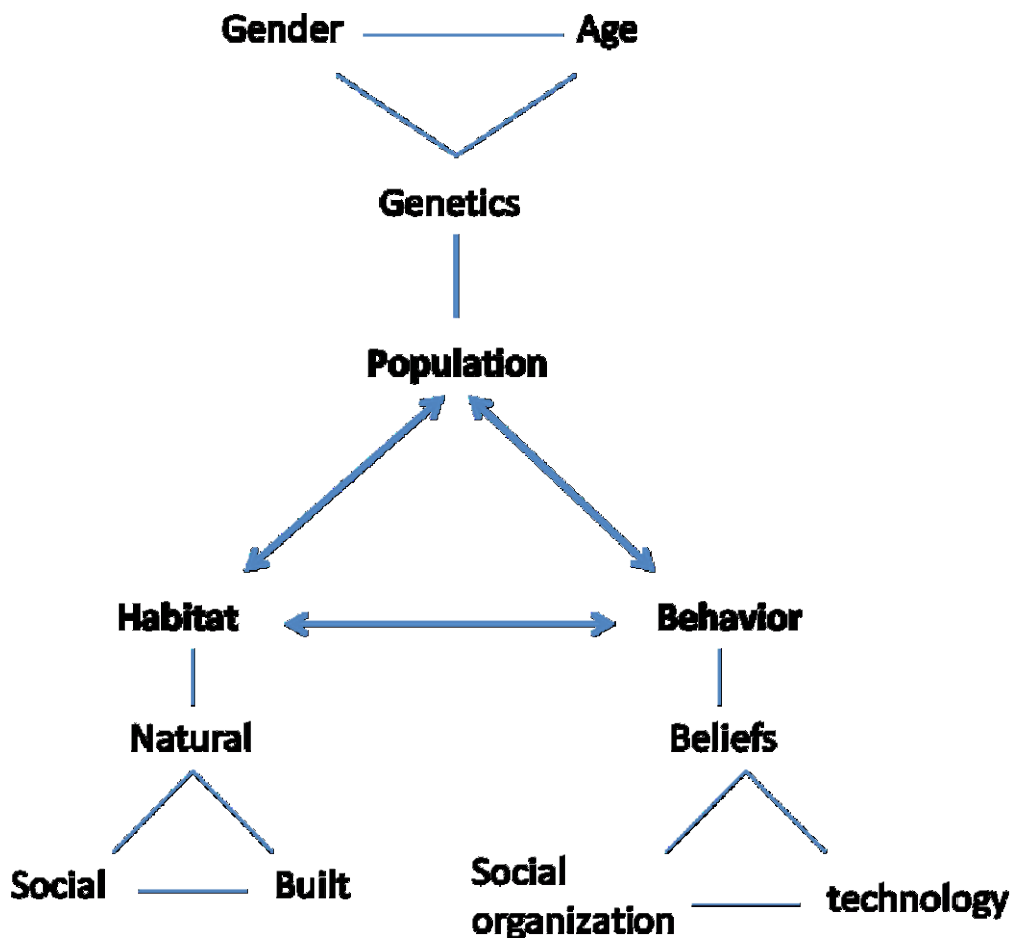 Gender Age
Genetics
Population
Habitat Behavior
Natural Beliefs
Social Built Social
organization technology